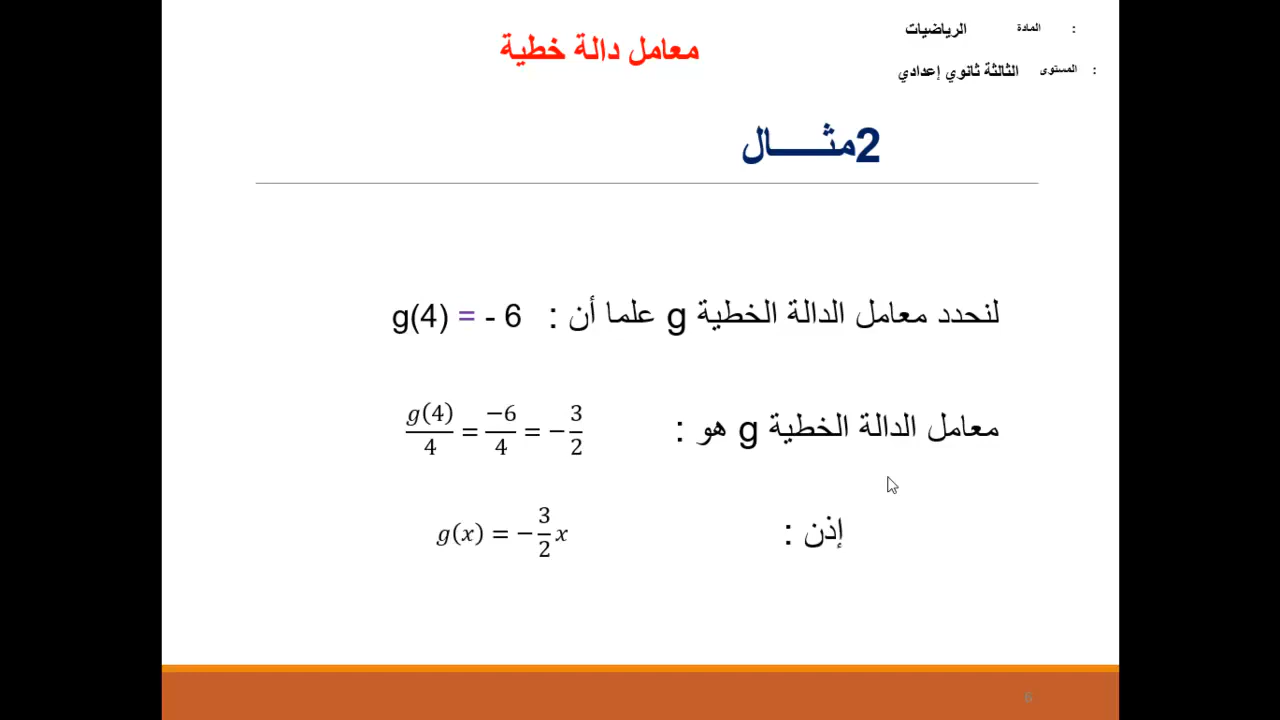 المادة : الرياضيات
المستوى : الثالثة ثانوي إعدادي
معامل دالة خطية
مثـــــال2
لنحدد معامل الدالة الخطية g علما أن : g(4) = - 6
معامل الدالة الخطية g هو : g(4)/4 = −6/4 = −3/2
إذن : g(x) = −3/2 x
6